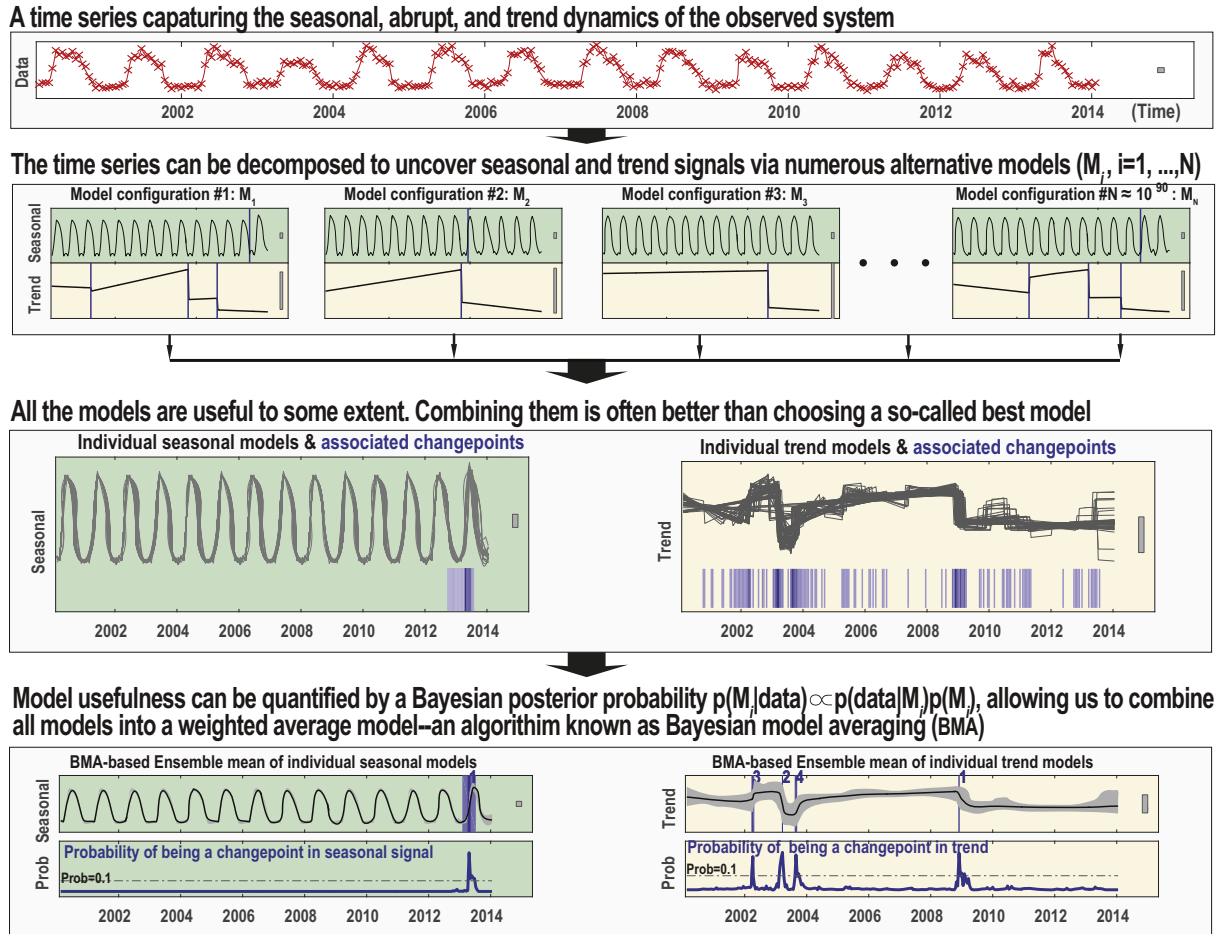 A time series capaturing the seasonal, abrupt, and trend dynamics of the observed system
Data
2002 2004 2006 2008 2010 2012 2014 (Time)
The time series can be decomposed to uncover seasonal and trend signals via numerous alternative models (Mi, i=1, ...,N)
Model configuration #1: M1
Model configuration #2: M2
Model configuration #3: M3
Model configuration #N ≈ 10^90 : MN
Seasonal
Trend
All the models are useful to some extent. Combining them is often better than choosing a so-called best model
Individual seasonal models & associated changepoints
Seasonal
2002 2004 2006 2008 2010 2012 2014
Individual trend models & associated changepoints
Trend
2002 2004 2006 2008 2010 2012 2014
Model usefulness can be quantified by a Bayesian posterior probability p(Mi|data)∝p(data|Mi)p(Mi), allowing us to combine
all models into a weighted average model--an algorithim known as Bayesian model averaging (BMA)
BMA-based Ensemble mean of individual seasonal models
Seasonal
1
Prob
Probability of being a changepoint in seasonal signal
Prob=0.1
2002 2004 2006 2008 2010 2012 2014
BMA-based Ensemble mean of individual trend models
Trend
3 2 4 1
Prob
Probability of, being a changepoint in trend
Prob=0.1
2002 2004 2006 2008 2010 2012 2014